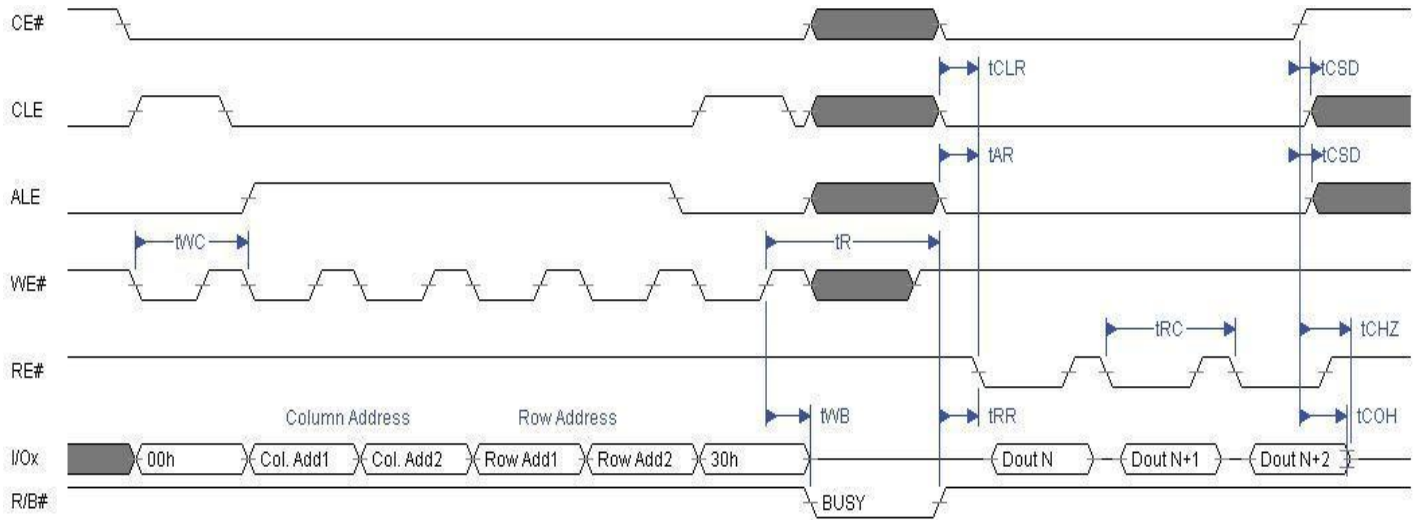 CE#
tCLR
tCSD
CLE
tAR
tCSD
ALE
tWC
tR
WE#
tRC
tCHZ
RE#
Column Address
Row Address
tWB
tRR
tCOH
I/Ox
00h
Col. Add1
Col. Add2
Row Add1
Row Add2
30h
Dout N
Dout N+1
Dout N+2
R/B#
BUSY